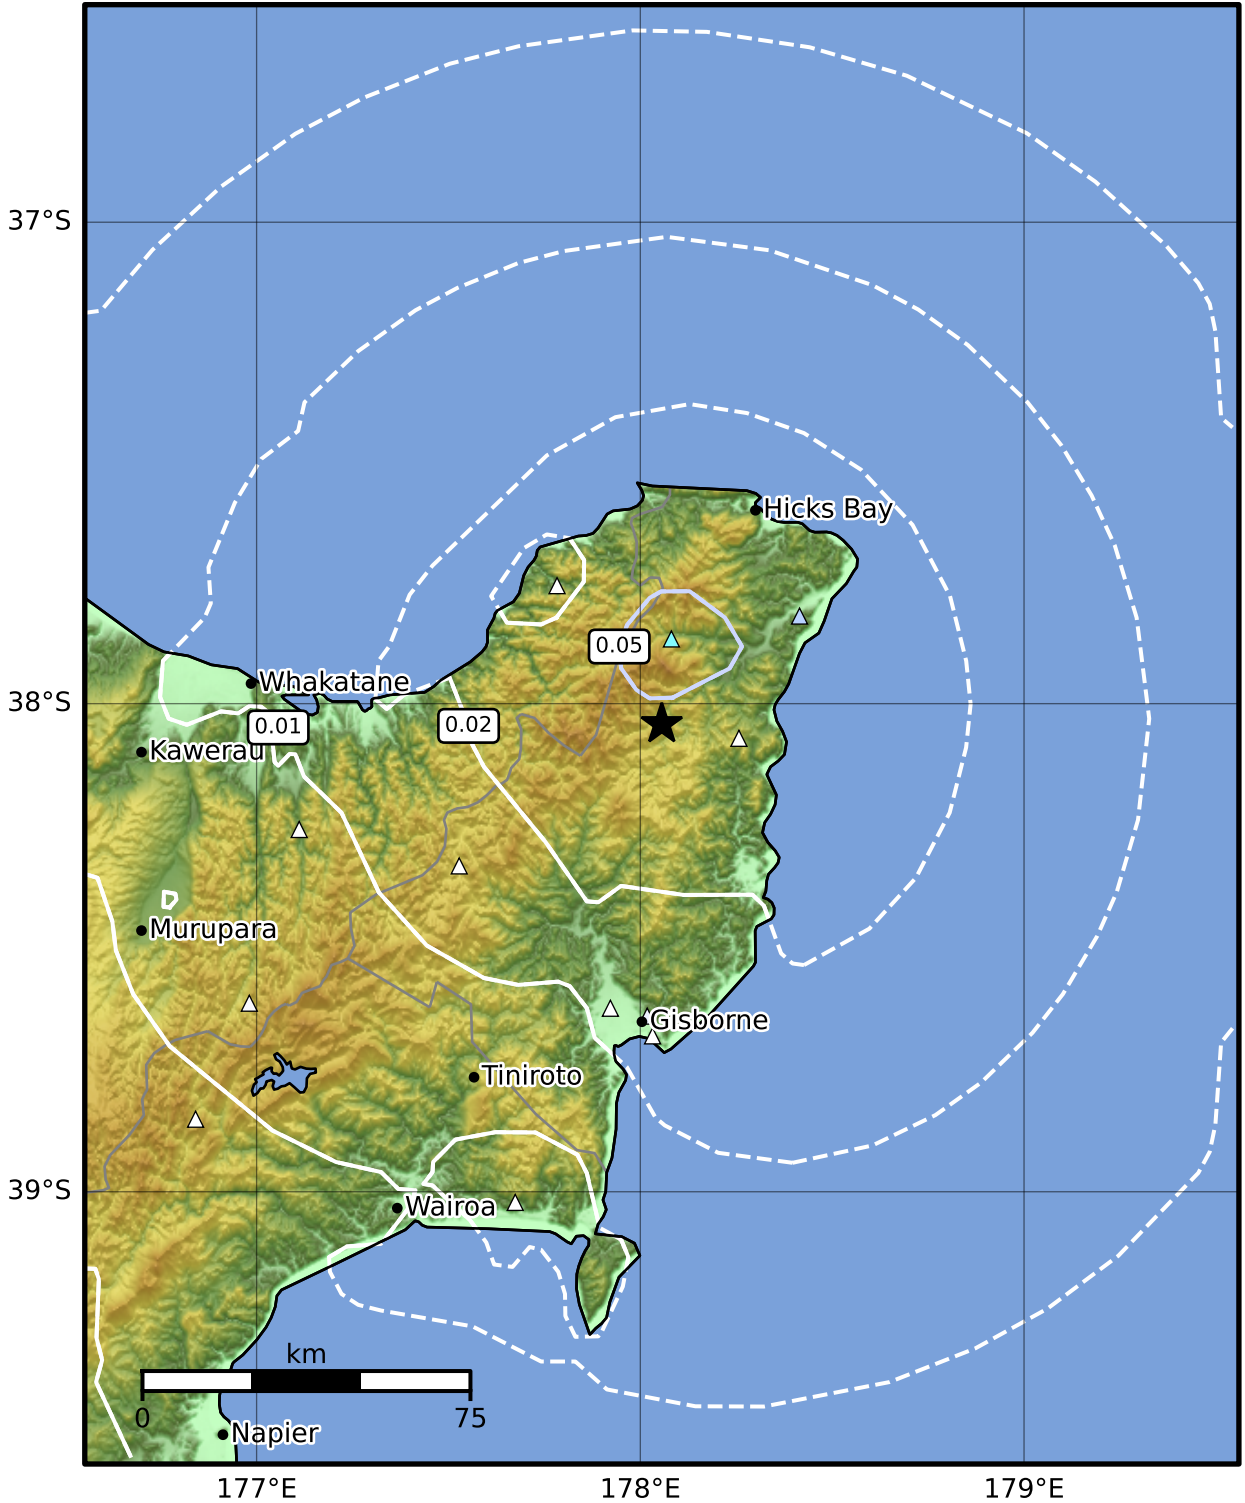 37°S
Hicks Bay
0.05
Whakatane
38°S
0.01
0.02
Kawerau
Murupara
Gisborne
Tiniroto
39°S
Wairoa
km
0
75
Napier
177°E
178°E
179°E